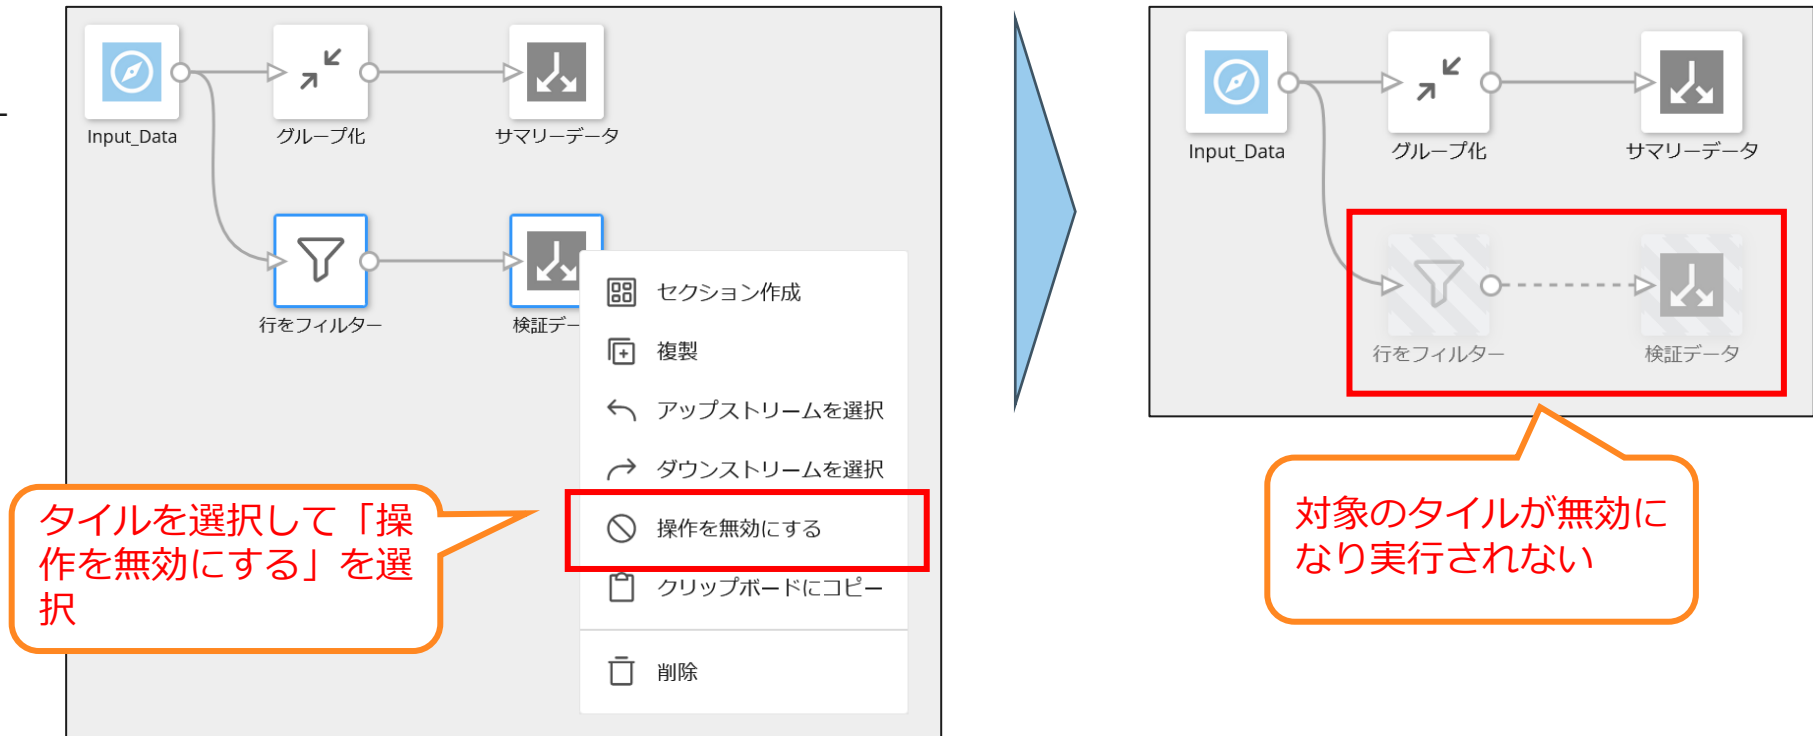 Input_Data
グループ化
サマリーデータ
行をフィルター
検証デー
セクション作成
複製
アップストリームを選択
ダウンストリームを選択
操作を無効にする
クリップボードにコピー
削除
タイルを選択して「操
作を無効にする」を選
択
Input_Data
グループ化
サマリーデータ
行をフィルター
検証データ
対象のタイルが無効に
なり実行されない